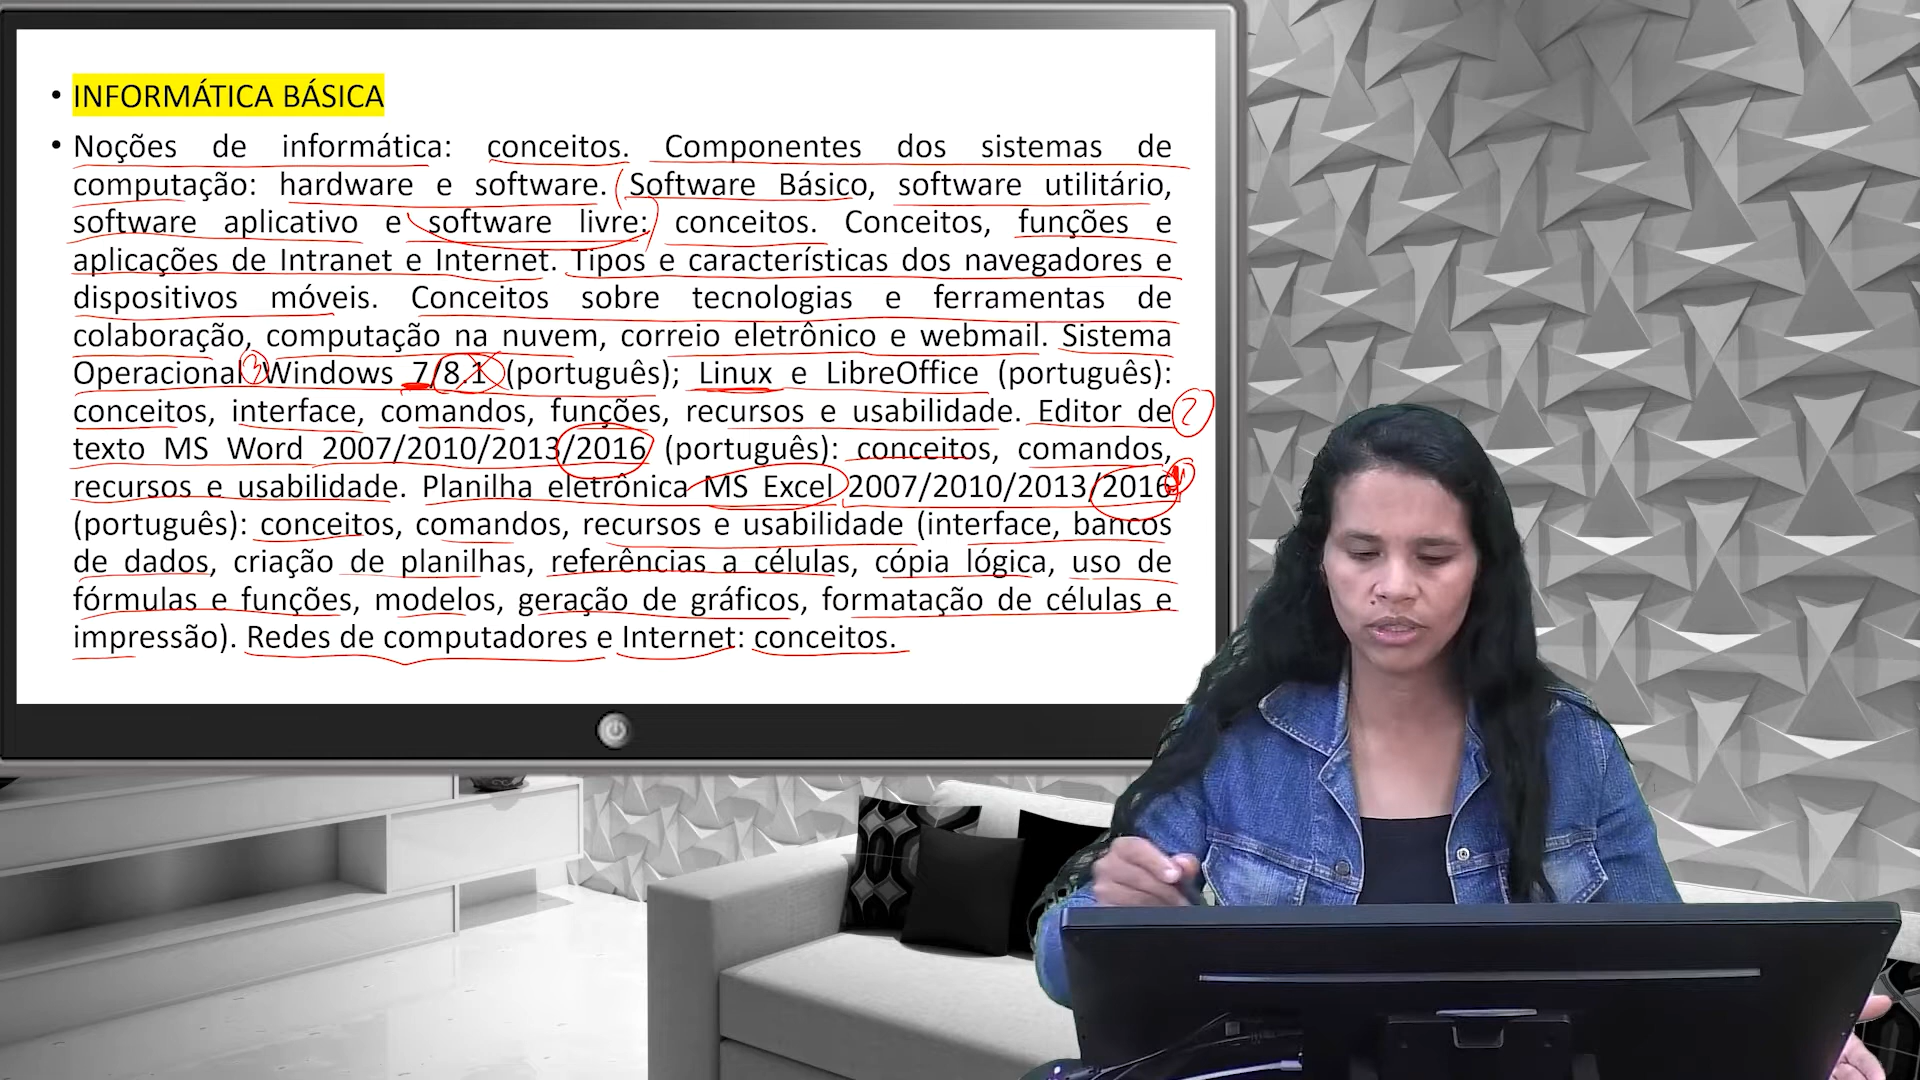 • INFORMÁTICA BÁSICA
• Noções de informática: conceitos. Componentes dos sistemas de
computação: hardware e software. Software Básico, software utilitário,
software aplicativo e software livre: conceitos. Conceitos, funções e
aplicações de Intranet e Internet. Tipos e características dos navegadores e
dispositivos móveis. Conceitos sobre tecnologias e ferramentas de
colaboração, computação na nuvem, correio eletrônico e webmail. Sistema
Operacional 3 Windows 7/8.1 (português); Linux e LibreOffice (português):
conceitos, interface, comandos, funções, recursos e usabilidade. Editor de 2
texto MS Word 2007/2010/2013/2016 (português): conceitos, comandos,
recursos e usabilidade. Planilha eletrônica MS Excel 2007/2010/2013/2016
(português): conceitos, comandos, recursos e usabilidade (interface, bancos
de dados, criação de planilhas, referências a células, cópia lógica, uso de
fórmulas e funções, modelos, geração de gráficos, formatação de células e
impressão). Redes de computadores e Internet: conceitos.